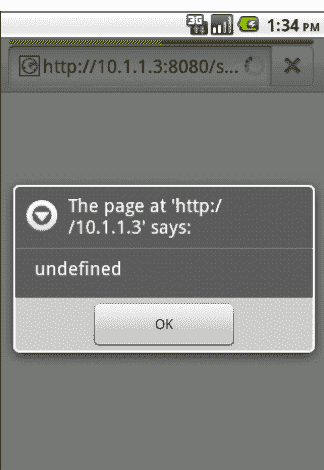 3G 1:34 PM
http://10.1.1.3:8080/s...
The page at 'http:/
/10.1.1.3' says:
undefined
OK